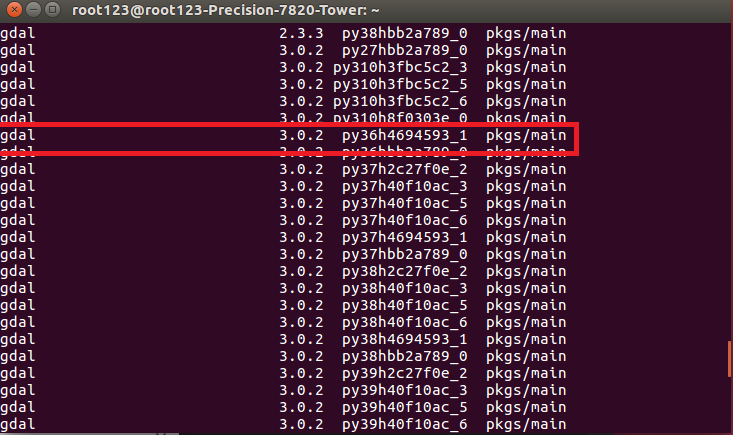 root123@root123-Precision-7820-Tower: ~
gdal 2.3.3 py38hbb2a789_0 pkgs/main
gdal 3.0.2 py27hbb2a789_0 pkgs/main
gdal 3.0.2 py310h3fbc5c2_3 pkgs/main
gdal 3.0.2 py310h3fbc5c2_5 pkgs/main
gdal 3.0.2 py310h3fbc5c2_6 pkgs/main
gdal 3.0.2 py310h8f0303e_0 pkgs/main
gdal 3.0.2 py36h4694593_1 pkgs/main
gdal 3.0.2 py36hbb2a789_0 pkgs/main
gdal 3.0.2 py37h2c27f0e_2 pkgs/main
gdal 3.0.2 py37h40f10ac_3 pkgs/main
gdal 3.0.2 py37h40f10ac_5 pkgs/main
gdal 3.0.2 py37h40f10ac_6 pkgs/main
gdal 3.0.2 py37h4694593_1 pkgs/main
gdal 3.0.2 py37hbb2a789_0 pkgs/main
gdal 3.0.2 py38h2c27f0e_2 pkgs/main
gdal 3.0.2 py38h40f10ac_3 pkgs/main
gdal 3.0.2 py38h40f10ac_5 pkgs/main
gdal 3.0.2 py38h40f10ac_6 pkgs/main
gdal 3.0.2 py38h4694593_1 pkgs/main
gdal 3.0.2 py38hbb2a789_0 pkgs/main
gdal 3.0.2 py39h2c27f0e_2 pkgs/main
gdal 3.0.2 py39h40f10ac_3 pkgs/main
gdal 3.0.2 py39h40f10ac_5 pkgs/main
gdal 3.0.2 py39h40f10ac_6 pkgs/main